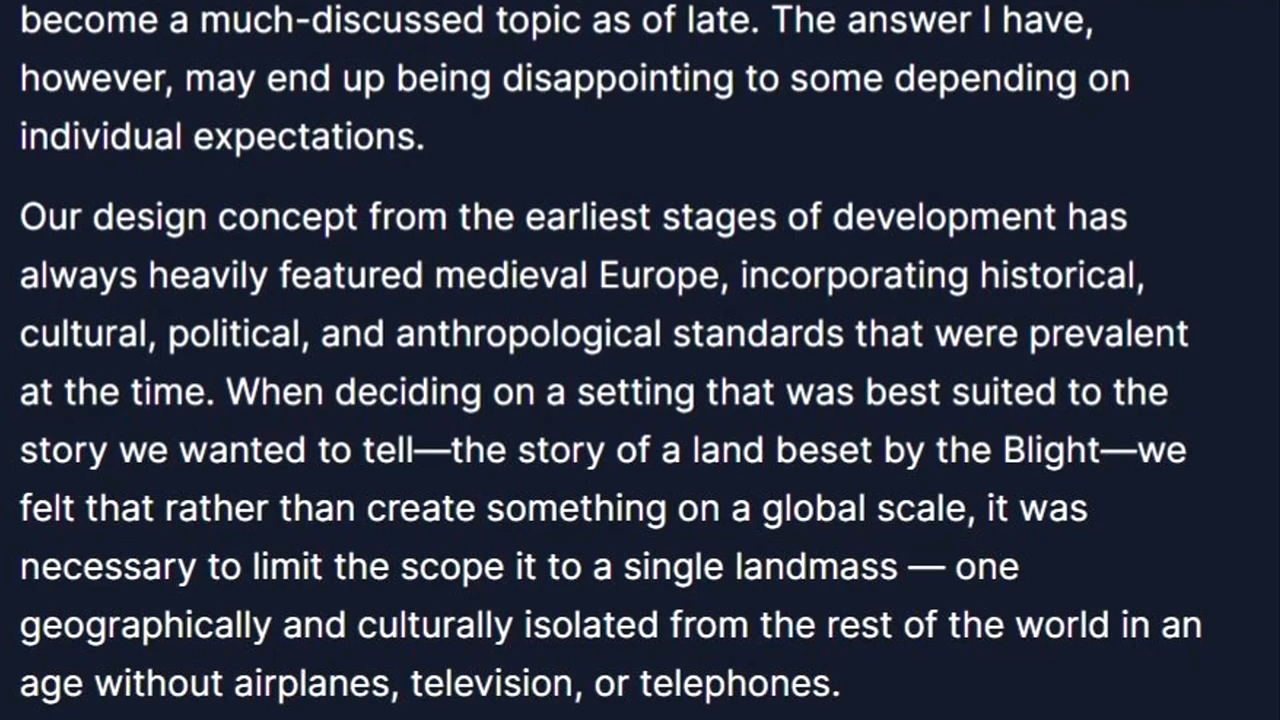 become a much-discussed topic as of late. The answer I have,
however, may end up being disappointing to some depending on
individual expectations.
Our design concept from the earliest stages of development has
always heavily featured medieval Europe, incorporating historical,
cultural, political, and anthropological standards that were prevalent
at the time. When deciding on a setting that was best suited to the
story we wanted to tell—the story of a land beset by the Blight—we
felt that rather than create something on a global scale, it was
necessary to limit the scope it to a single landmass — one
geographically and culturally isolated from the rest of the world in an
age without airplanes, television, or telephones.